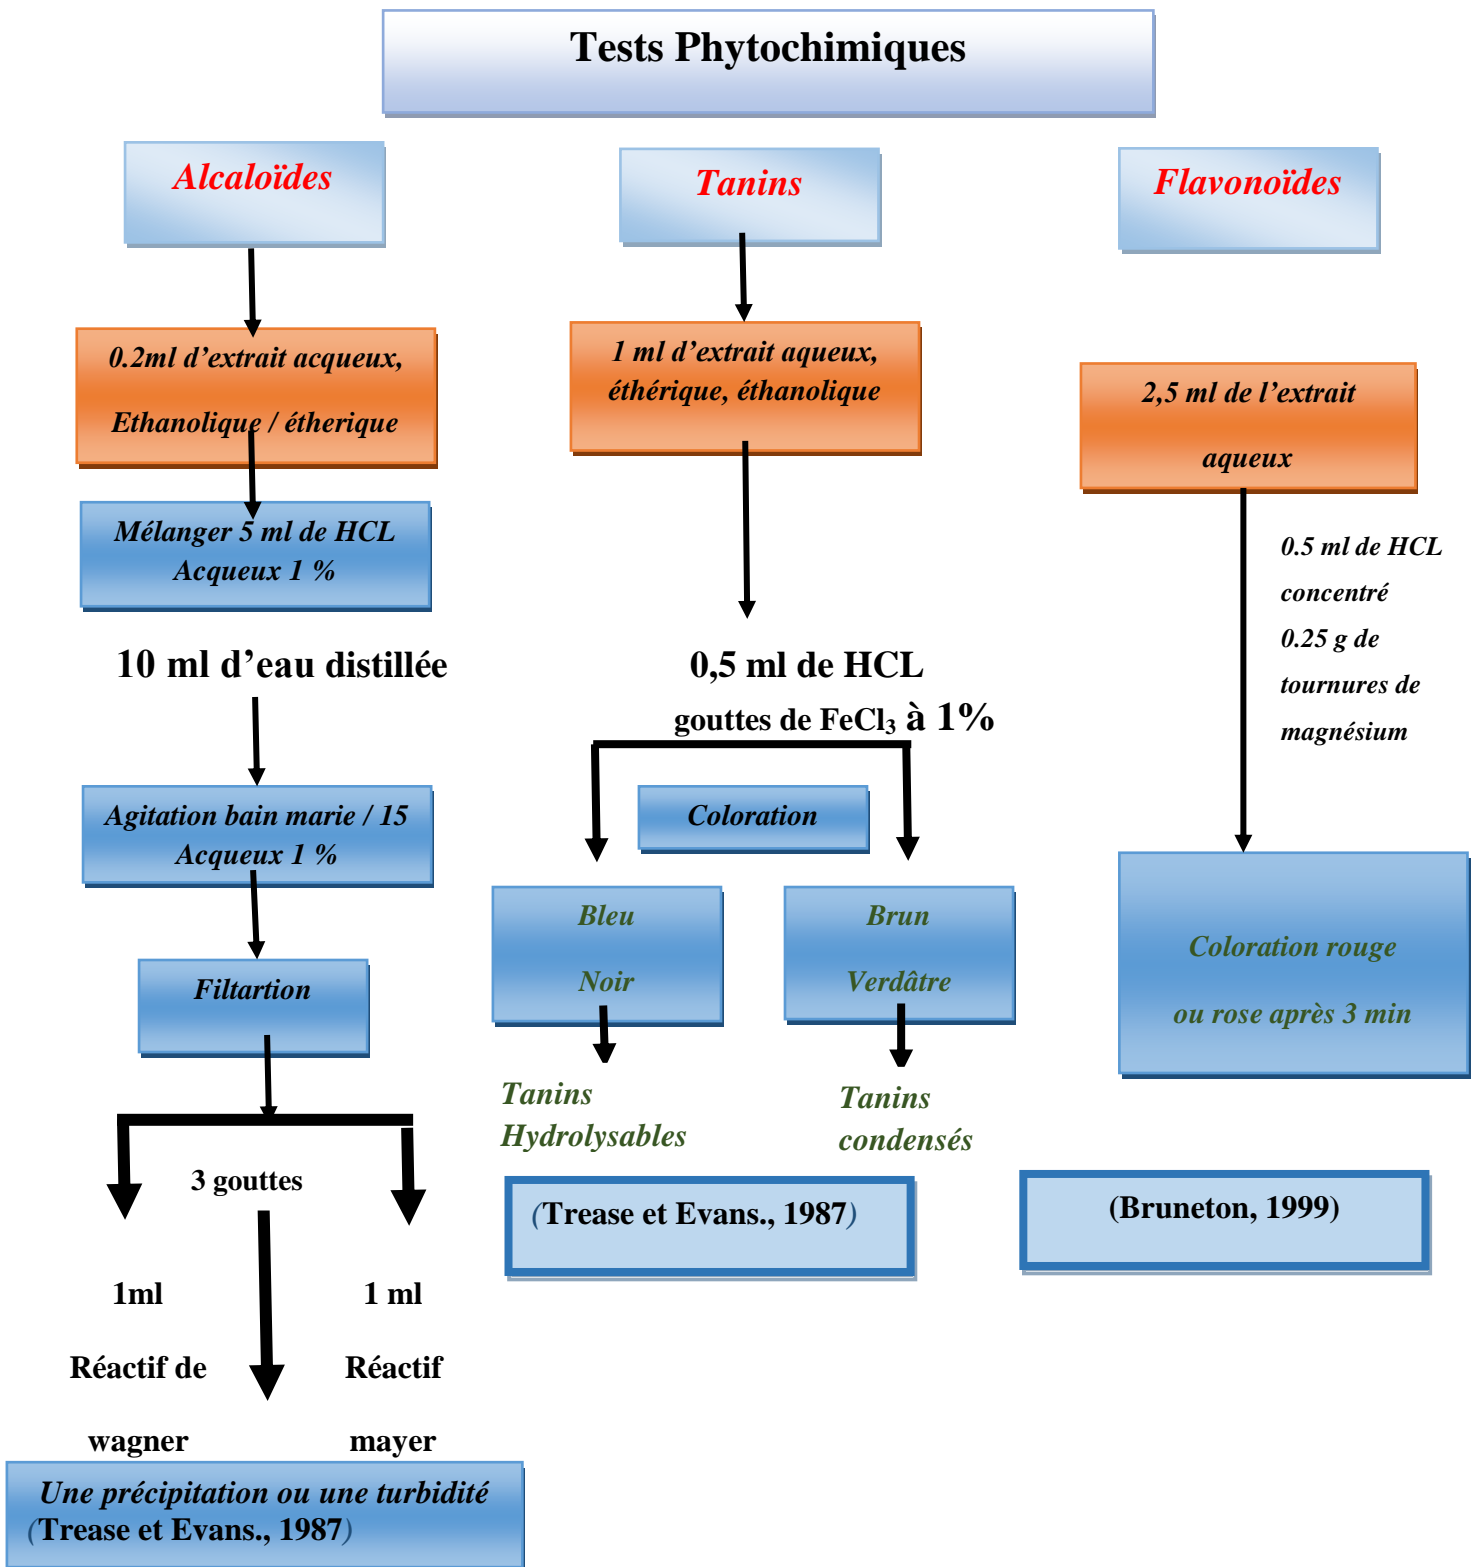 Tests Phytochimiques
Alcaloïdes
0.2ml d’extrait acqueux,
Ethanolique / étherique
Mélanger 5 ml de HCL
Acqueux 1 %
10 ml d’eau distillée
Agitation bain marie / 15
Acqueux 1 %
Filtartion
3 gouttes
1ml
Réactif de
wagner
1 ml
Réactif
mayer
Une précipitation ou une turbidité
(Trease et Evans., 1987)
Tanins
1 ml d’extrait aqueux,
éthérique, éthanolique
0,5 ml de HCL
gouttes de FeCl₃ à 1%
Coloration
Bleu
Noir
Tanins
Hydrolysables
Brun
Verdâtre
Tanins
condensés
(Trease et Evans., 1987)
Flavonoïdes
2,5 ml de l’extrait
aqueux
0.5 ml de HCL
concentré
0.25 g de
tournures de
magnésium
Coloration rouge
ou rose après 3 min
(Bruneton, 1999)